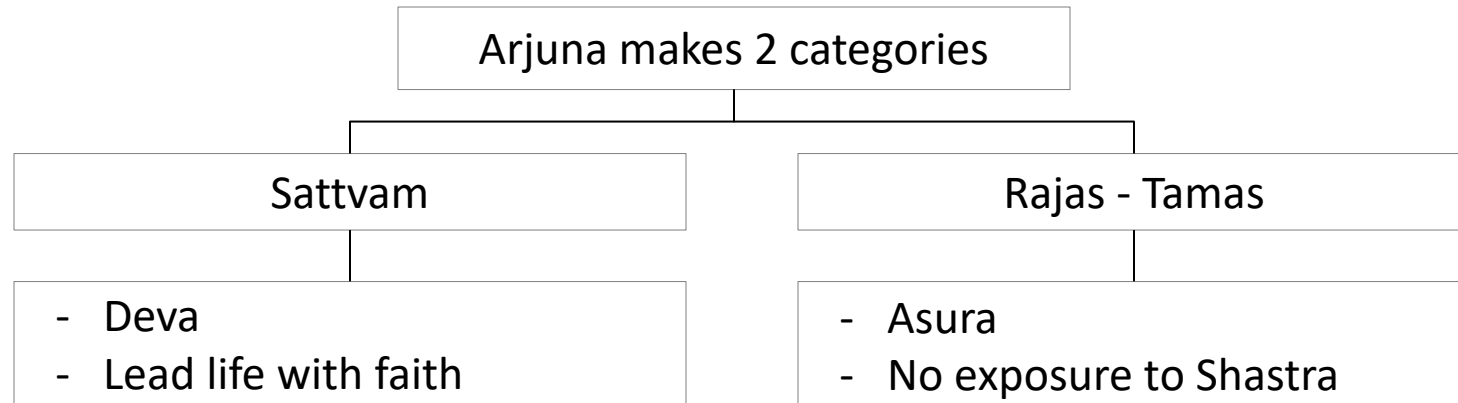 Arjuna makes 2 categories
Sattvam
Rajas - Tamas
- Deva
- Lead life with faith
- Asura
- No exposure to Shastra